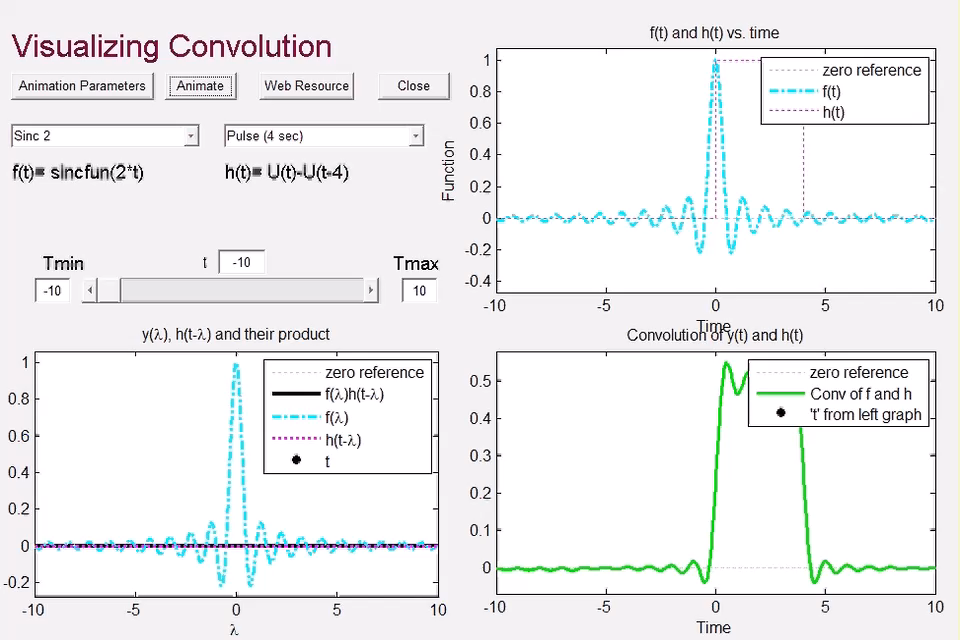 Visualizing Convolution
Animation Parameters Animate Web Resource Close
Sinc 2 Pulse (4 sec)
f(t)= sincfun(2*t) h(t)= U(t)-U(t-4)
Tmin t -10 Tmax
-10 10
f(t) and h(t) vs. time
1
0.8
0.6
0.4
0.2
0
-0.2
-0.4
Function
zero reference
f(t)
h(t)
-10 -5 0 5 10
Time
y(λ), h(t-λ) and their product
1
0.8
0.6
0.4
0.2
0
-0.2
zero reference
f(λ)h(t-λ)
f(λ)
h(t-λ)
t
-10 -5 0 5 10
λ
Convolution of y(t) and h(t)
0.5
0.4
0.3
0.2
0.1
0
zero reference
Conv of f and h
't' from left graph
-10 -5 0 5 10
Time